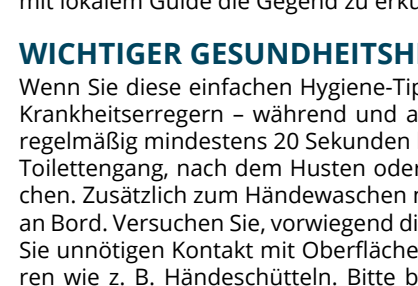 mit lokalem Guide die Gegend zu erku
WICHTIGER GESUNDHEITSH
Wenn Sie diese einfachen Hygiene-Tip
Krankheitserregern – während und a
regelmäßig mindestens 20 Sekunden
Toilettengang, nach dem Husten oder
chen. Zusätzlich zum Händewaschen
an Bord. Versuchen Sie, vorwiegend di
Sie unnötigen Kontakt mit Oberfläche
ren wie z. B. Händeschütteln. Bitte b